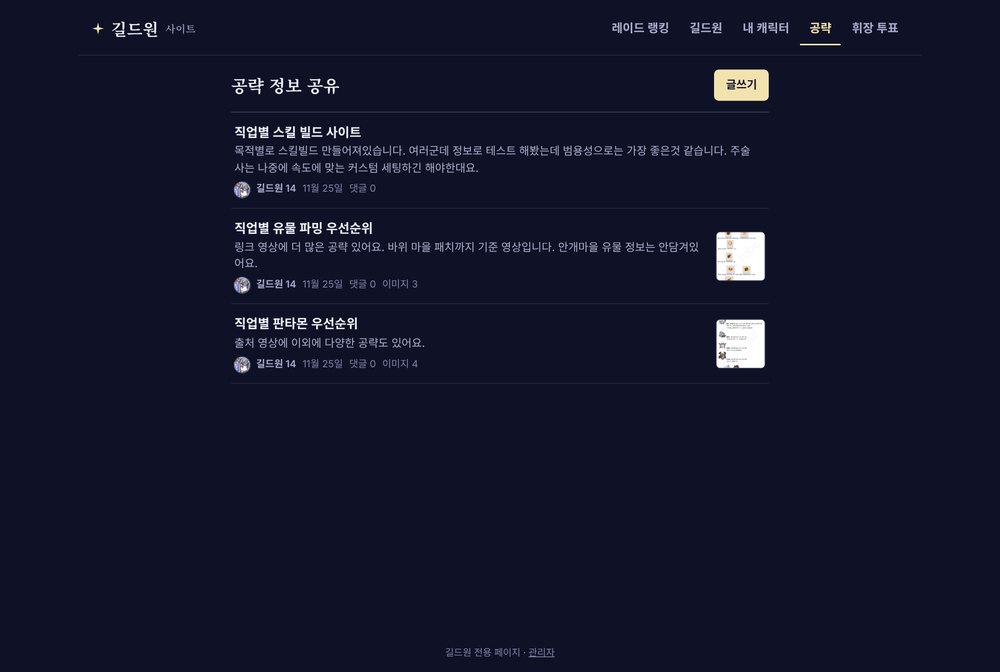 길드원 사이트
레이드 랭킹 길드원 내 캐릭터 공략 휘장 투표
공략 정보 공유
글쓰기
직업별 스킬 빌드 사이트
목적별로 스킬빌드 만들어져있습니다. 여러군데 정보로 테스트 해봤는데 범용성으로는 가장 좋은것 같습니다. 주술
사는 나중에 속도에 맞는 커스텀 세팅하긴 해야한대요.
길드원 14 11월 25일 댓글 0
직업별 유물 파밍 우선순위
링크 영상에 더 많은 공략 있어요. 바위 마을 패치까지 기준 영상입니다. 안개마을 유물 정보는 안담겨있
어요.
길드원 14 11월 25일 댓글 0 이미지 3
직업별 판타몬 우선순위
출처 영상에 이외에 다양한 공략도 있어요.
길드원 14 11월 25일 댓글 0 이미지 4
길드원 전용 페이지 · 관리자